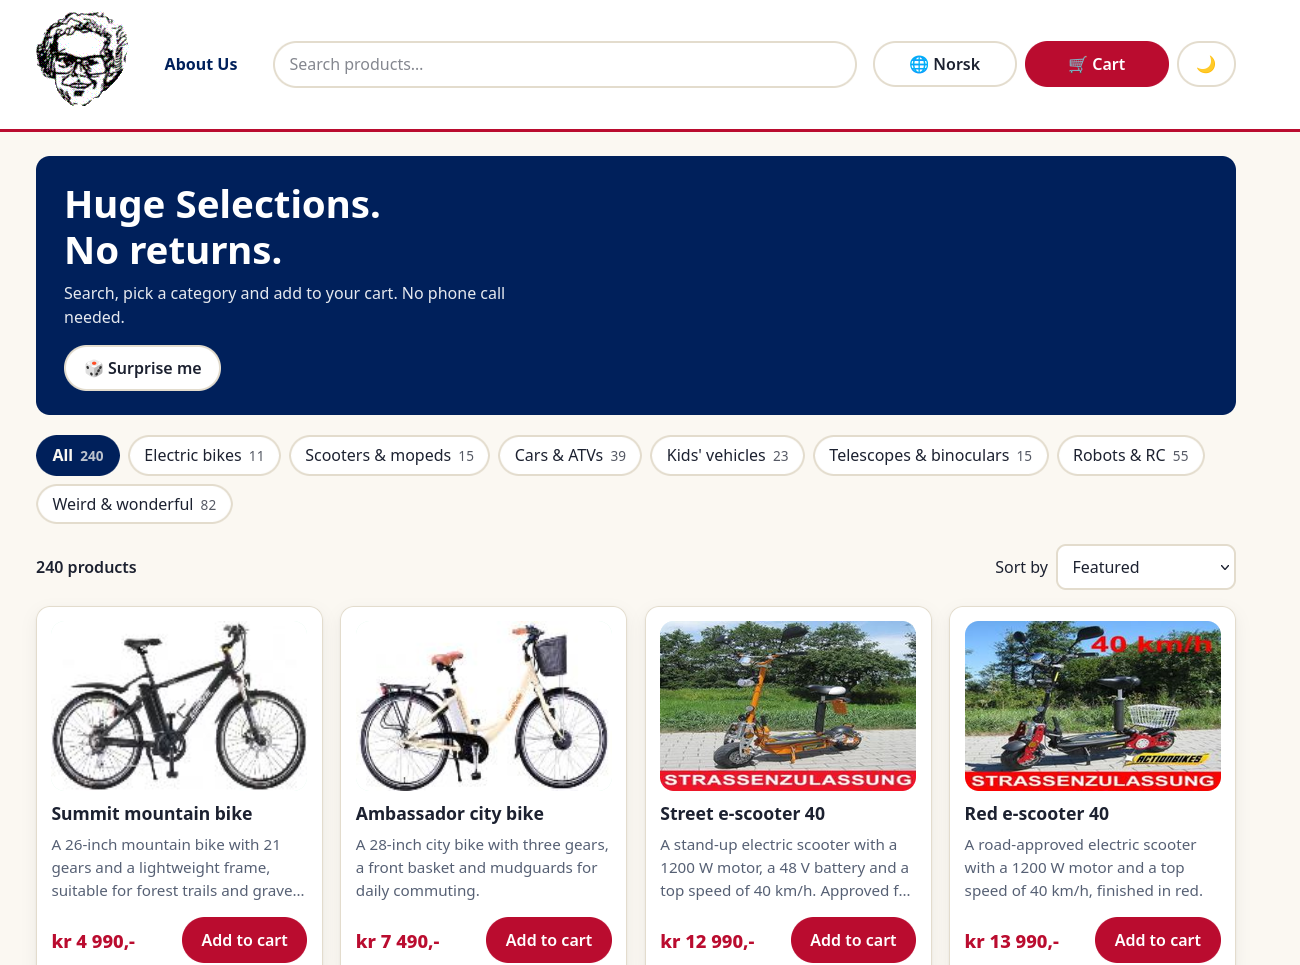 About Us
Search products...
🌐 Norsk
🛒 Cart
Huge Selections.
No returns.
Search, pick a category and add to your cart. No phone call
needed.
🎲 Surprise me
All 240
Electric bikes 11
Scooters & mopeds 15
Cars & ATVs 39
Kids' vehicles 23
Telescopes & binoculars 15
Robots & RC 55
Weird & wonderful 82
240 products
Sort by
Featured
Summit mountain bike
A 26-inch mountain bike with 21
gears and a lightweight frame,
suitable for forest trails and grave...
kr 4 990,-
Add to cart
Ambassador city bike
A 28-inch city bike with three gears,
a front basket and mudguards for
daily commuting.
kr 7 490,-
Add to cart
STRASSENZULASSUNG
Street e-scooter 40
A stand-up electric scooter with a
1200 W motor, a 48 V battery and a
top speed of 40 km/h. Approved f...
kr 12 990,-
Add to cart
40 km/h
ACTIONBIKES
STRASSENZULASSUNG
Red e-scooter 40
A road-approved electric scooter
with a 1200 W motor and a top
speed of 40 km/h, finished in red.
kr 13 990,-
Add to cart